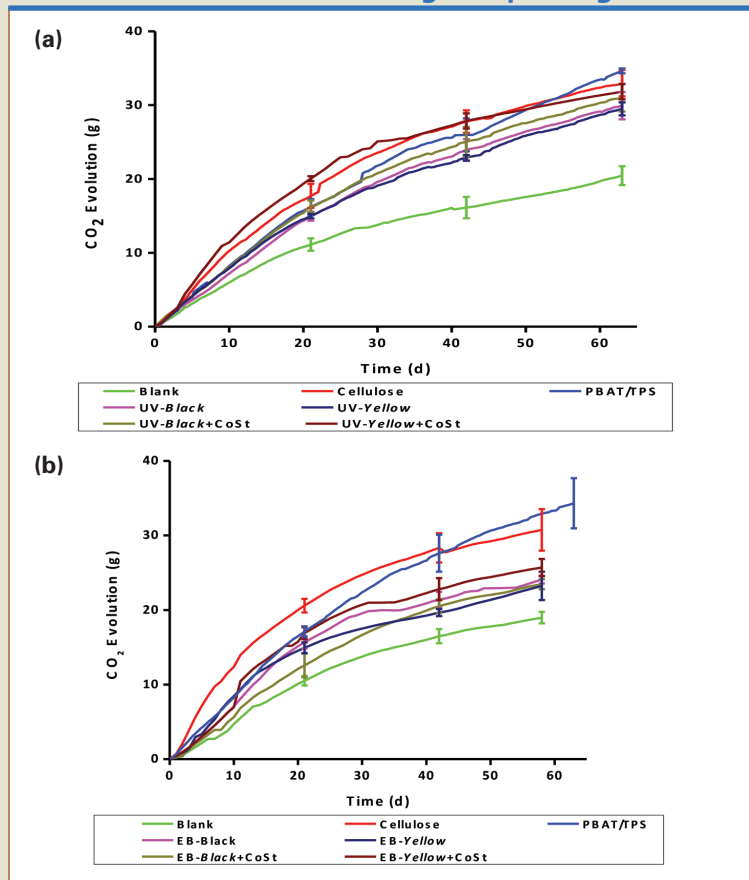 (a)
40
30
20
10
0
CO2 Evolution (g)
0 10 20 30 40 50 60
Time (d)
Blank Cellulose PBAT/TPS
UV-Black UV-Yellow
UV-Black+CoSt UV-Yellow+CoSt
(b)
40
30
20
10
0
CO2 Evolution (g)
0 10 20 30 40 50 60
Time (d)
Blank Cellulose PBAT/TPS
EB-Black EB-Yellow
EB-Black+CoSt EB-Yellow+CoSt